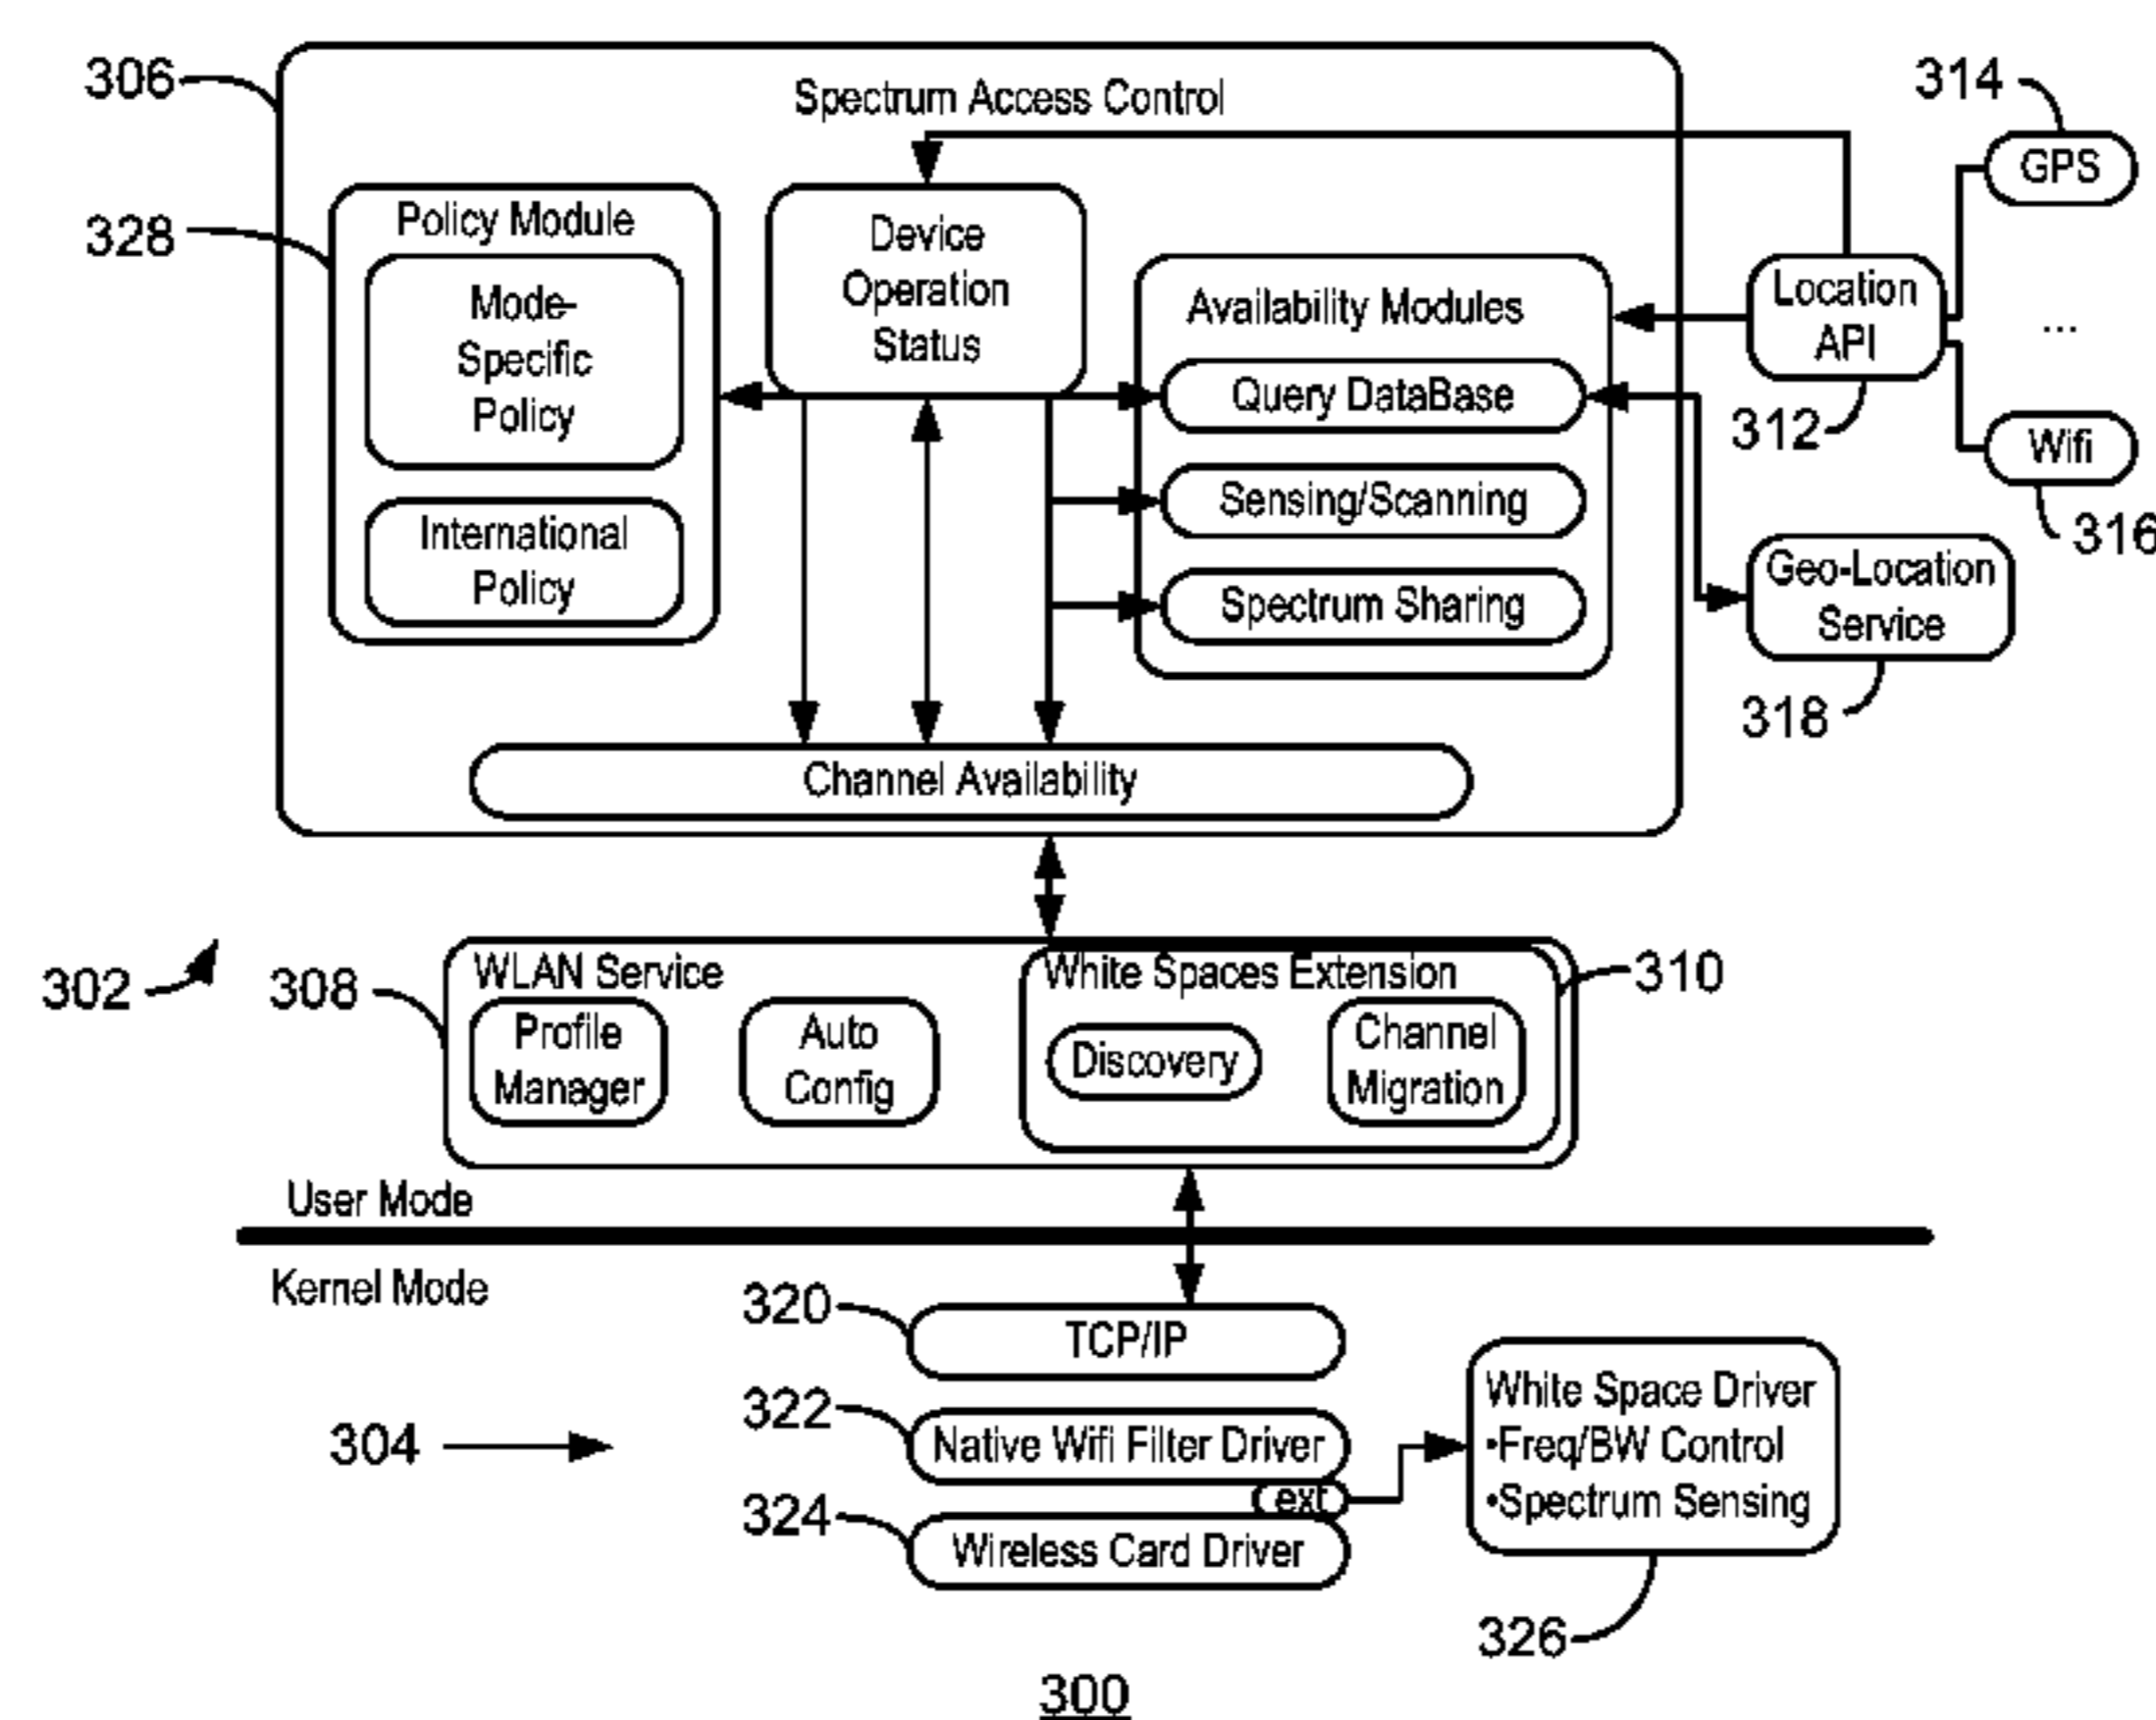 306
Spectrum Access Control
314
GPS
328
Policy Module
Mode-
Specific
Policy
International
Policy
Device
Operation
Status
Availability Modules
Query DataBase
Sensing/Scanning
Spectrum Sharing
Location
API
312
...
Wifi
316
Geo-Location
Service
318
Channel Availability
302
308
WLAN Service
Profile
Manager
Auto
Config
White Spaces Extension
310
Discovery
Channel
Migration
User Mode
Kernel Mode
304
320
TCP/IP
322
Native Wifi Filter Driver
ext
324
Wireless Card Driver
White Space Driver
•Freq/BW Control
•Spectrum Sensing
326
300